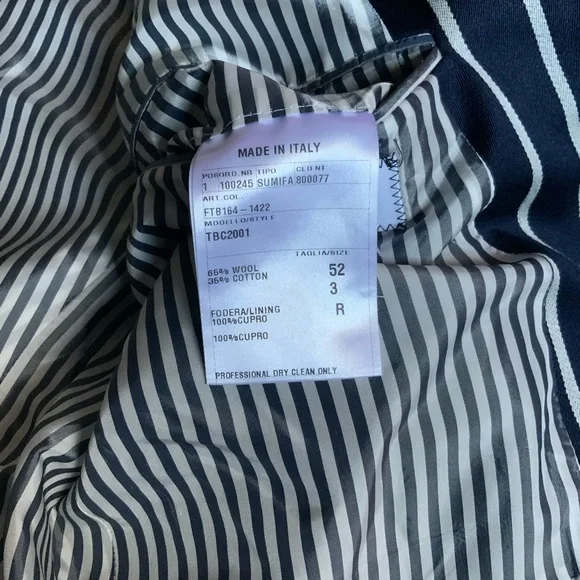 MADE IN ITALY
POSORD.NR TIPO CLIENT
1 100245 SUMIFA 800077
ART.COL.
FTB164-1422
MODELLO/STYLE
TBC2001
TAGLIA/SIZE
65% WOOL 52
35% COTTON 3
FODERA/LINING R
100%CUPRO
100%CUPRO
PROFESSIONAL DRY CLEAN ONLY